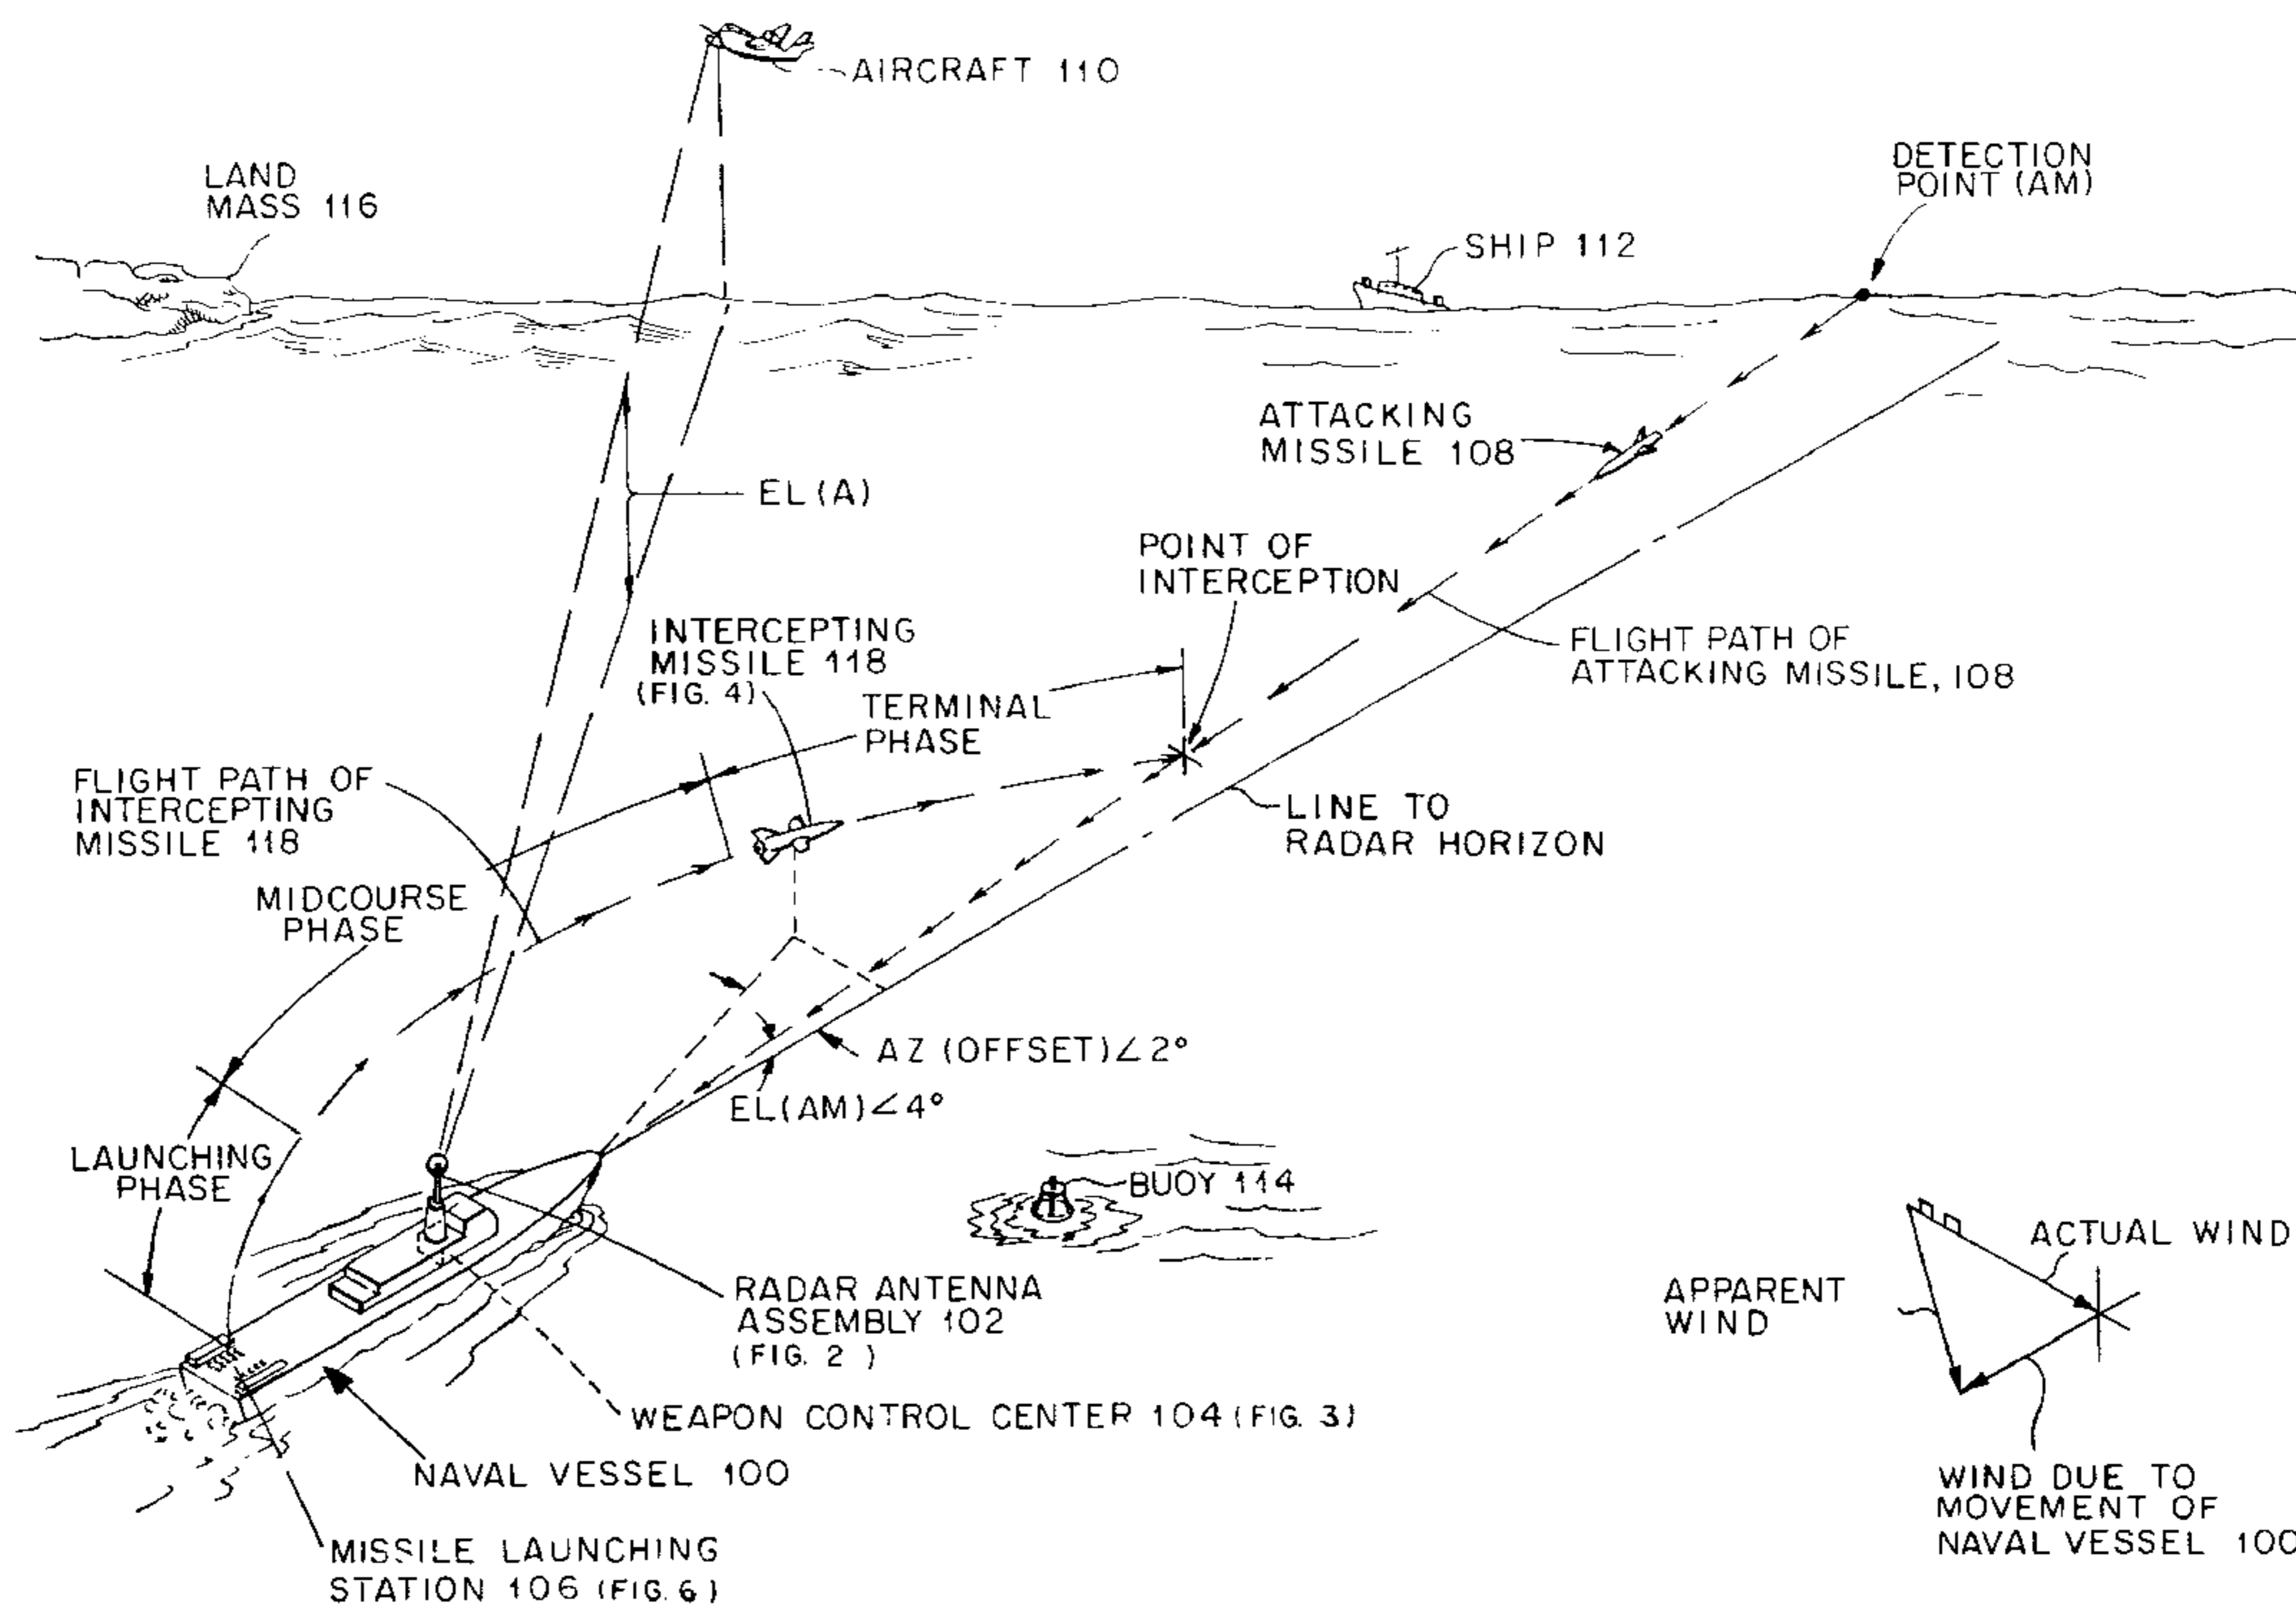 AIRCRAFT 110
LAND
MASS 116
DETECTION
POINT (AM)
SHIP 112
ATTACKING
MISSILE 108
EL (A)
POINT OF
INTERCEPTION
INTERCEPTING
MISSILE 118
(FIG. 4)
FLIGHT PATH OF
ATTACKING MISSILE, 108
TERMINAL
PHASE
FLIGHT PATH OF
INTERCEPTING
MISSILE 118
LINE TO
RADAR HORIZON
MIDCOURSE
PHASE
AZ (OFFSET)∠2°
EL(AM)∠4°
LAUNCHING
PHASE
BUOY 114
ACTUAL WIND
RADAR ANTENNA
ASSEMBLY 102
(FIG. 2 )
APPARENT
WIND
WEAPON CONTROL CENTER 104 (FIG. 3)
NAVAL VESSEL 100
WIND DUE TO
MOVEMENT OF
NAVAL VESSEL 100
MISSILE LAUNCHING
STATION 106 (FIG. 6)